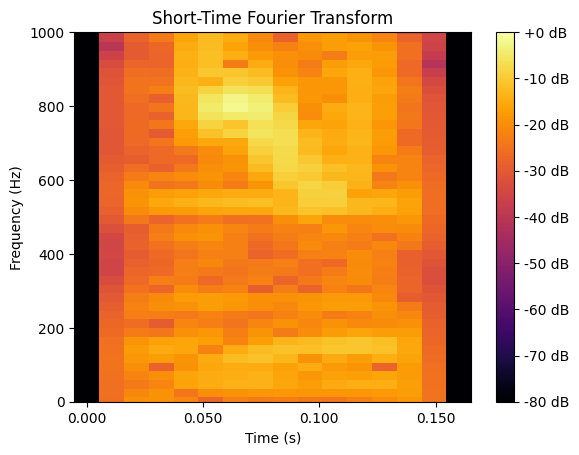 Short-Time Fourier Transform
1000
800
600
400
200
0
Frequency (Hz)
0.000
0.050
0.100
0.150
Time (s)
+0 dB
-10 dB
-20 dB
-30 dB
-40 dB
-50 dB
-60 dB
-70 dB
-80 dB